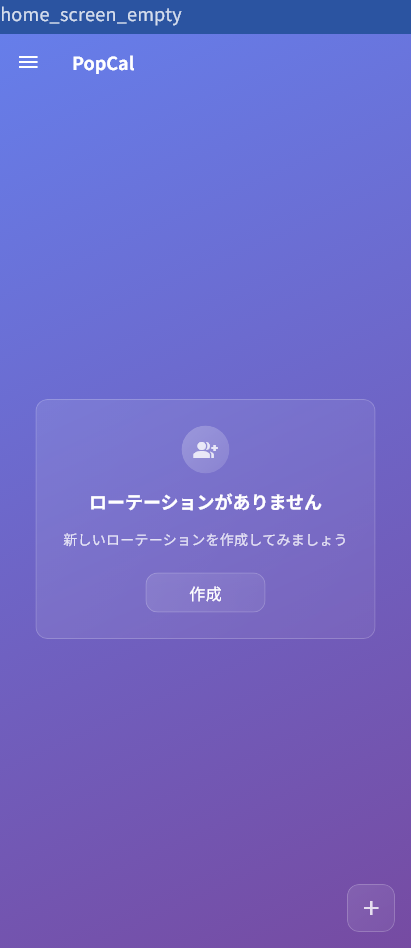 home_screen_empty
PopCal
ローテーションがありません
新しいローテーションを作成してみましょう
作成